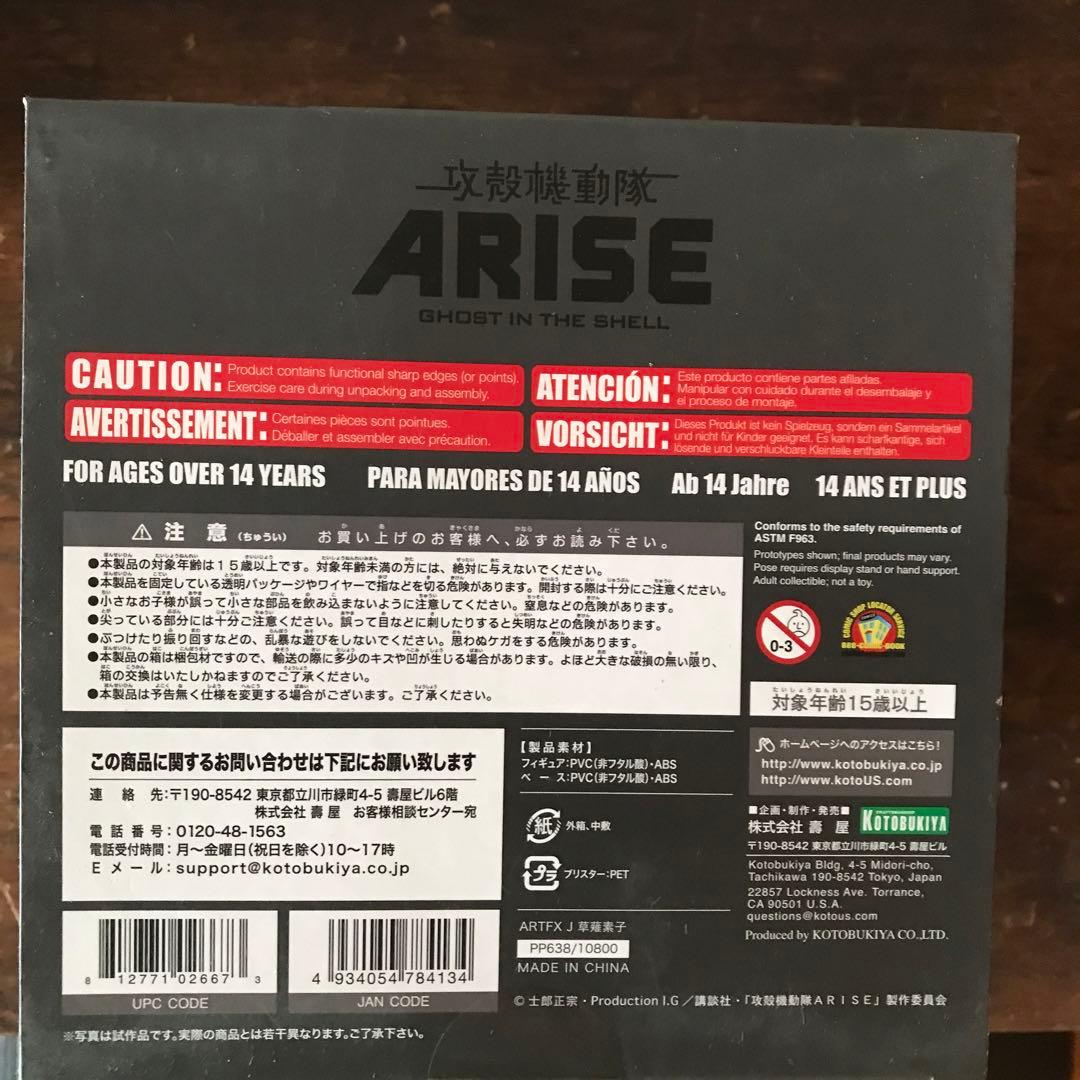 攻殻機動隊
ARISE
GHOST IN THE SHELL
CAUTION: Product contains functional sharp edges (or points).
Exercise care during unpacking and assembly.
ATENCIÓN: Este producto contiene partes afiladas.
Manipular con cuidado durante el desembalaje y
el proceso de montaje.
AVERTISSEMENT: Certaines pièces sont pointues.
Déballer et assembler avec précaution.
VORSICHT: Dieses Produkt ist kein Spielzeug, sondern ein Sammelartikel
und nicht für Kinder geeignet. Es kann scharfkantige, sich
lösende und verschluckbare Kleinteile enthalten.
FOR AGES OVER 14 YEARS PARA MAYORES DE 14 AÑOS Ab 14 Jahre 14 ANS ET PLUS
注意(ちゅうい) お買い上げのお客様へ、必ずお読み下さい。
●本製品の対象年齢は15歳以上です。対象年齢未満の方には、絶対に与えないでください。
●本製品を固定している透明パッケージやワイヤーで指などを切る危険があります。開封する際は十分にご注意ください。
●小さなお子様が誤って小さな部品を飲み込まないように注意してください。窒息などの危険があります。
●尖っている部分には十分ご注意ください。誤って目などに刺したりすると失明などの危険があります。
●ぶつけたり振り回すなどの、乱暴な遊びをしないでください。思わぬケガをする危険があります。
●本製品の箱は梱包材ですので、輸送の際に多少のキズや凹が生じる場合があります。よほど大きな破損の無い限り、
箱の交換はいたしかねますのでご了承ください。
●本製品は予告無く仕様を変更する場合がございます。ご了承ください。
Conforms to the safety requirements of
ASTM F963.
Prototypes shown; final products may vary.
Pose requires display stand or hand support.
Adult collectible; not a toy.
0-3
COMIC SHOP LOCATOR SERVICE
888-COMIC-BOOK
対象年齢15歳以上
たいしょうねんれい さいいじょう
この商品に関するお問い合わせは下記にお願い致します
連絡先:〒190-8542 東京都立川市緑町4-5 壽屋ビル6階
株式会社 壽屋 お客様相談センター宛
電話番号:0120-48-1563
電話受付時間:月〜金曜日(祝日を除く)10〜17時
Eメール:support@kotobukiya.co.jp
【製品素材】
フィギュア:PVC(非フタル酸)・ABS
ベース:PVC(非フタル酸)・ABS
紙 外箱、中敷
プラ ブリスター:PET
ホームページへのアクセスはこちら!
http://www.kotobukiya.co.jp
http://www.kotoUS.com
■企画・制作・発売■
株式会社 壽屋 KOTOBUKIYA
〒190-8542 東京都立川市緑町4-5 壽屋ビル
Kotobukiya Bldg, 4-5 Midori-cho,
Tachikawa 190-8542 Tokyo, Japan
22857 Lockness Ave. Torrance,
CA 90501 U.S.A.
questions@kotous.com
Produced by KOTOBUKIYA CO.,LTD.
8 12771 02667 3
UPC CODE
4 934054 784134
JAN CODE
ARTFX J 草薙素子
PP638/10800
MADE IN CHINA
© 士郎正宗・Production I.G/講談社・「攻殻機動隊ARISE」製作委員会
※写真は試作品です。実際の商品とは若干異なります。ご了承下さい。